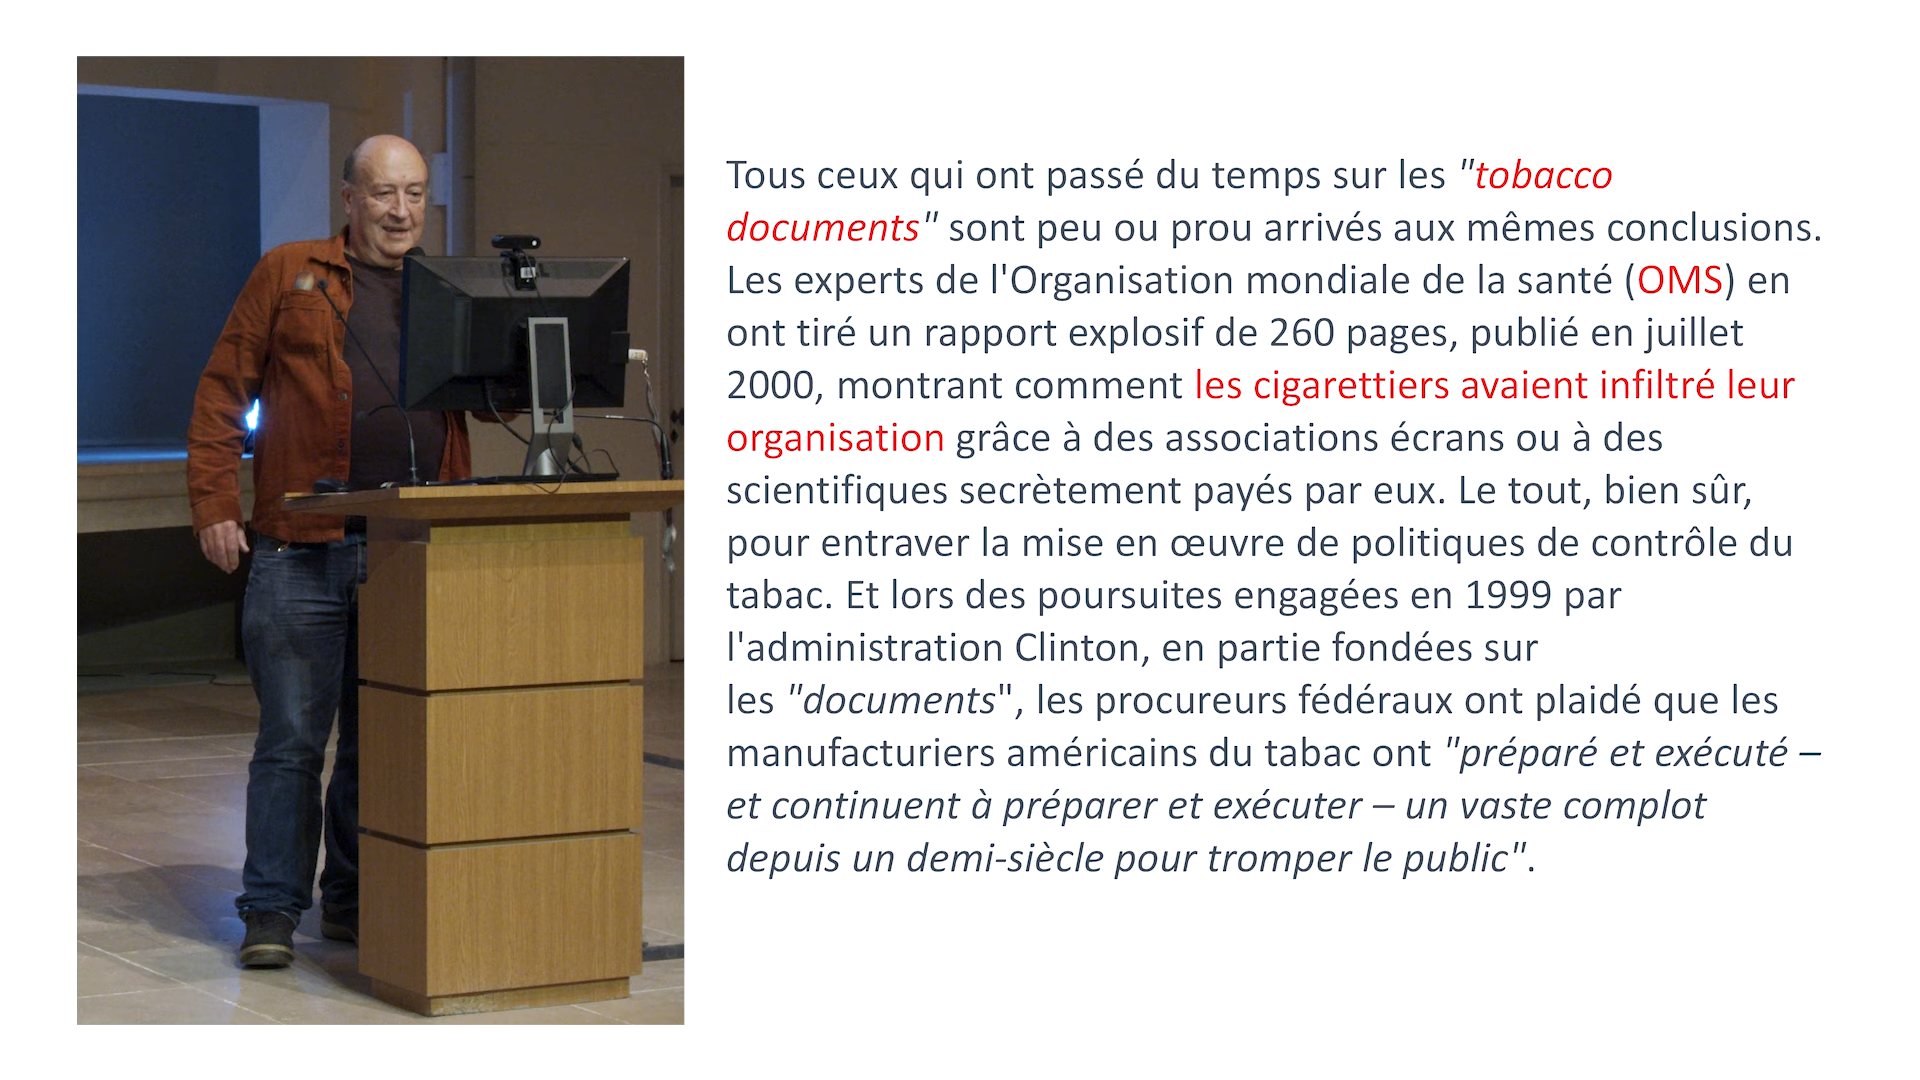 Tous ceux qui ont passé du temps sur les "tobacco
documents" sont peu ou prou arrivés aux mêmes conclusions.
Les experts de l'Organisation mondiale de la santé (OMS) en
ont tiré un rapport explosif de 260 pages, publié en juillet
2000, montrant comment les cigarettiers avaient infiltré leur
organisation grâce à des associations écrans ou à des
scientifiques secrètement payés par eux. Le tout, bien sûr,
pour entraver la mise en œuvre de politiques de contrôle du
tabac. Et lors des poursuites engagées en 1999 par
l'administration Clinton, en partie fondées sur
les "documents", les procureurs fédéraux ont plaidé que les
manufacturiers américains du tabac ont "préparé et exécuté –
et continuent à préparer et exécuter – un vaste complot
depuis un demi-siècle pour tromper le public".